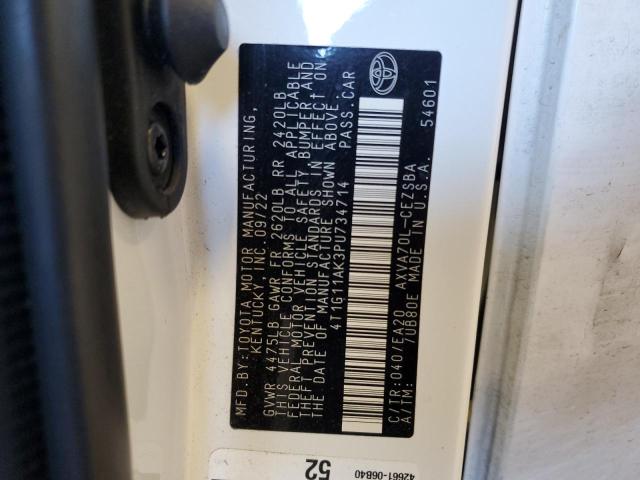 MFD.BY:TOYOTA MOTOR MANUFACTURING,
KENTUCKY, INC. 09/22
GVWR 4475LB GAWR FR 2620LB RR 2420LB
THIS VEHICLE CONFORMS TO ALL APPLICABLE
FEDERAL MOTOR VEHICLE SAFETY, BUMPER AND
THEFT PREVENTION STANDARDS IN EFFECT ON
THE DATE OF MANUFACTURE SHOWN ABOVE.
4T1G11AK3PU734714 PASS.CAR
C/TR:040/EA20 AXVA70L-CEZSBA
A/TM: 70B80E MADE IN U.S.A.
54601
52
42661-06B40